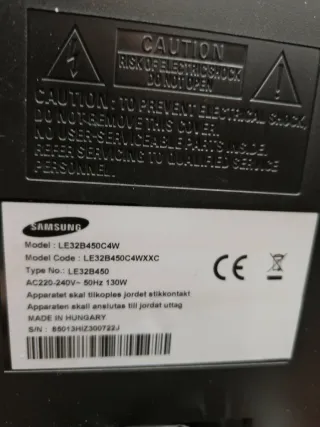 CAUTION
RISK OF ELECTRIC SHOCK
DO NOT OPEN
CAUTION: TO PREVENT ELECTRICAL SHOCK,
DO NOT REMOVE THIS COVER.
NO USER-SERVICEABLE PARTS INSIDE.
REFER SERVICING TO QUALIFIED SERVICE
PERSONNEL.
SAMSUNG
Model : LE32B450C4W
Model Code : LE32B450C4WXXC
Type No.: LE32B450
AC220-240V~ 50Hz 130W
Apparatet skal tilkoples jordet stikkontakt
Apparaten skall anslutas till jordat uttag
MADE IN HUNGARY
S/N : 85013HIZ300722J
CE